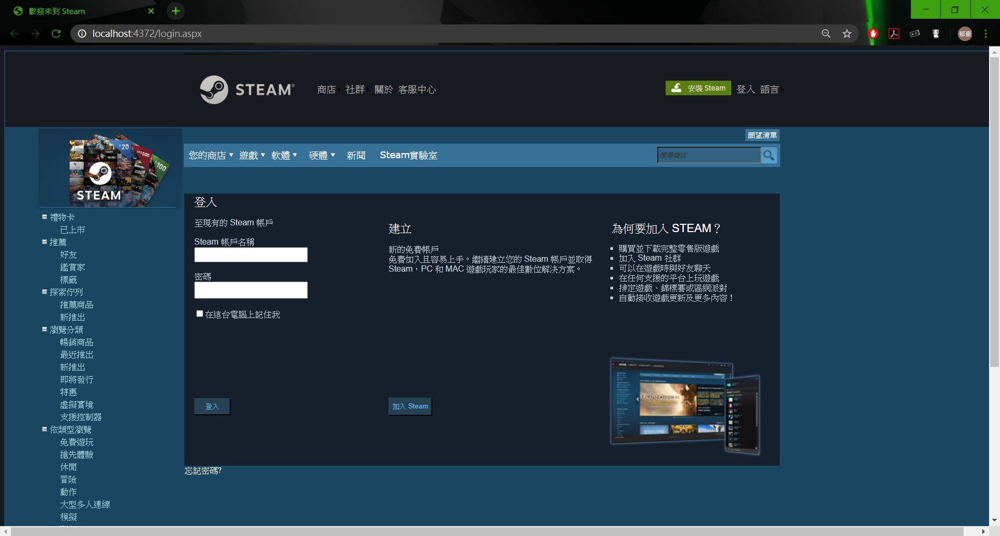 歡迎來到 Steam
localhost:4372/login.aspx
郁豪
STEAM®
商店 社群 關於 客服中心
安裝 Steam 登入 語言
願望清單
$20
HK$ 500
100
STEAM
您的商店 遊戲 軟體 硬體 新聞 Steam實驗室
搜尋商店
禮物卡
已上市
推薦
好友
鑑賞家
標籤
探索佇列
推薦商品
新推出
瀏覽分類
暢銷商品
最近推出
新推出
即將發行
特惠
虛擬實境
支援控制器
依類型瀏覽
免費遊玩
搶先體驗
休閒
冒險
動作
大型多人連線
模擬
登入
至現有的 Steam 帳戶
Steam 帳戶名稱
密碼
在這台電腦上記住我
登入
建立
新的免費帳戶
免費加入且容易上手。繼續建立您的 Steam 帳戶並取得
Steam，PC 和 MAC 遊戲玩家的最佳數位解決方案。
加入 Steam
為何要加入 STEAM？
購買並下載完整零售版遊戲
加入 Steam 社群
可以在遊戲時與好友聊天
在任何支援的平台上玩遊戲
排定遊戲、錦標賽或區網派對
自動接收遊戲更新及更多內容！
STORE LIBRARY COMMUNITY
CIVILIZATION VI
WEEKLONG
忘記密碼?